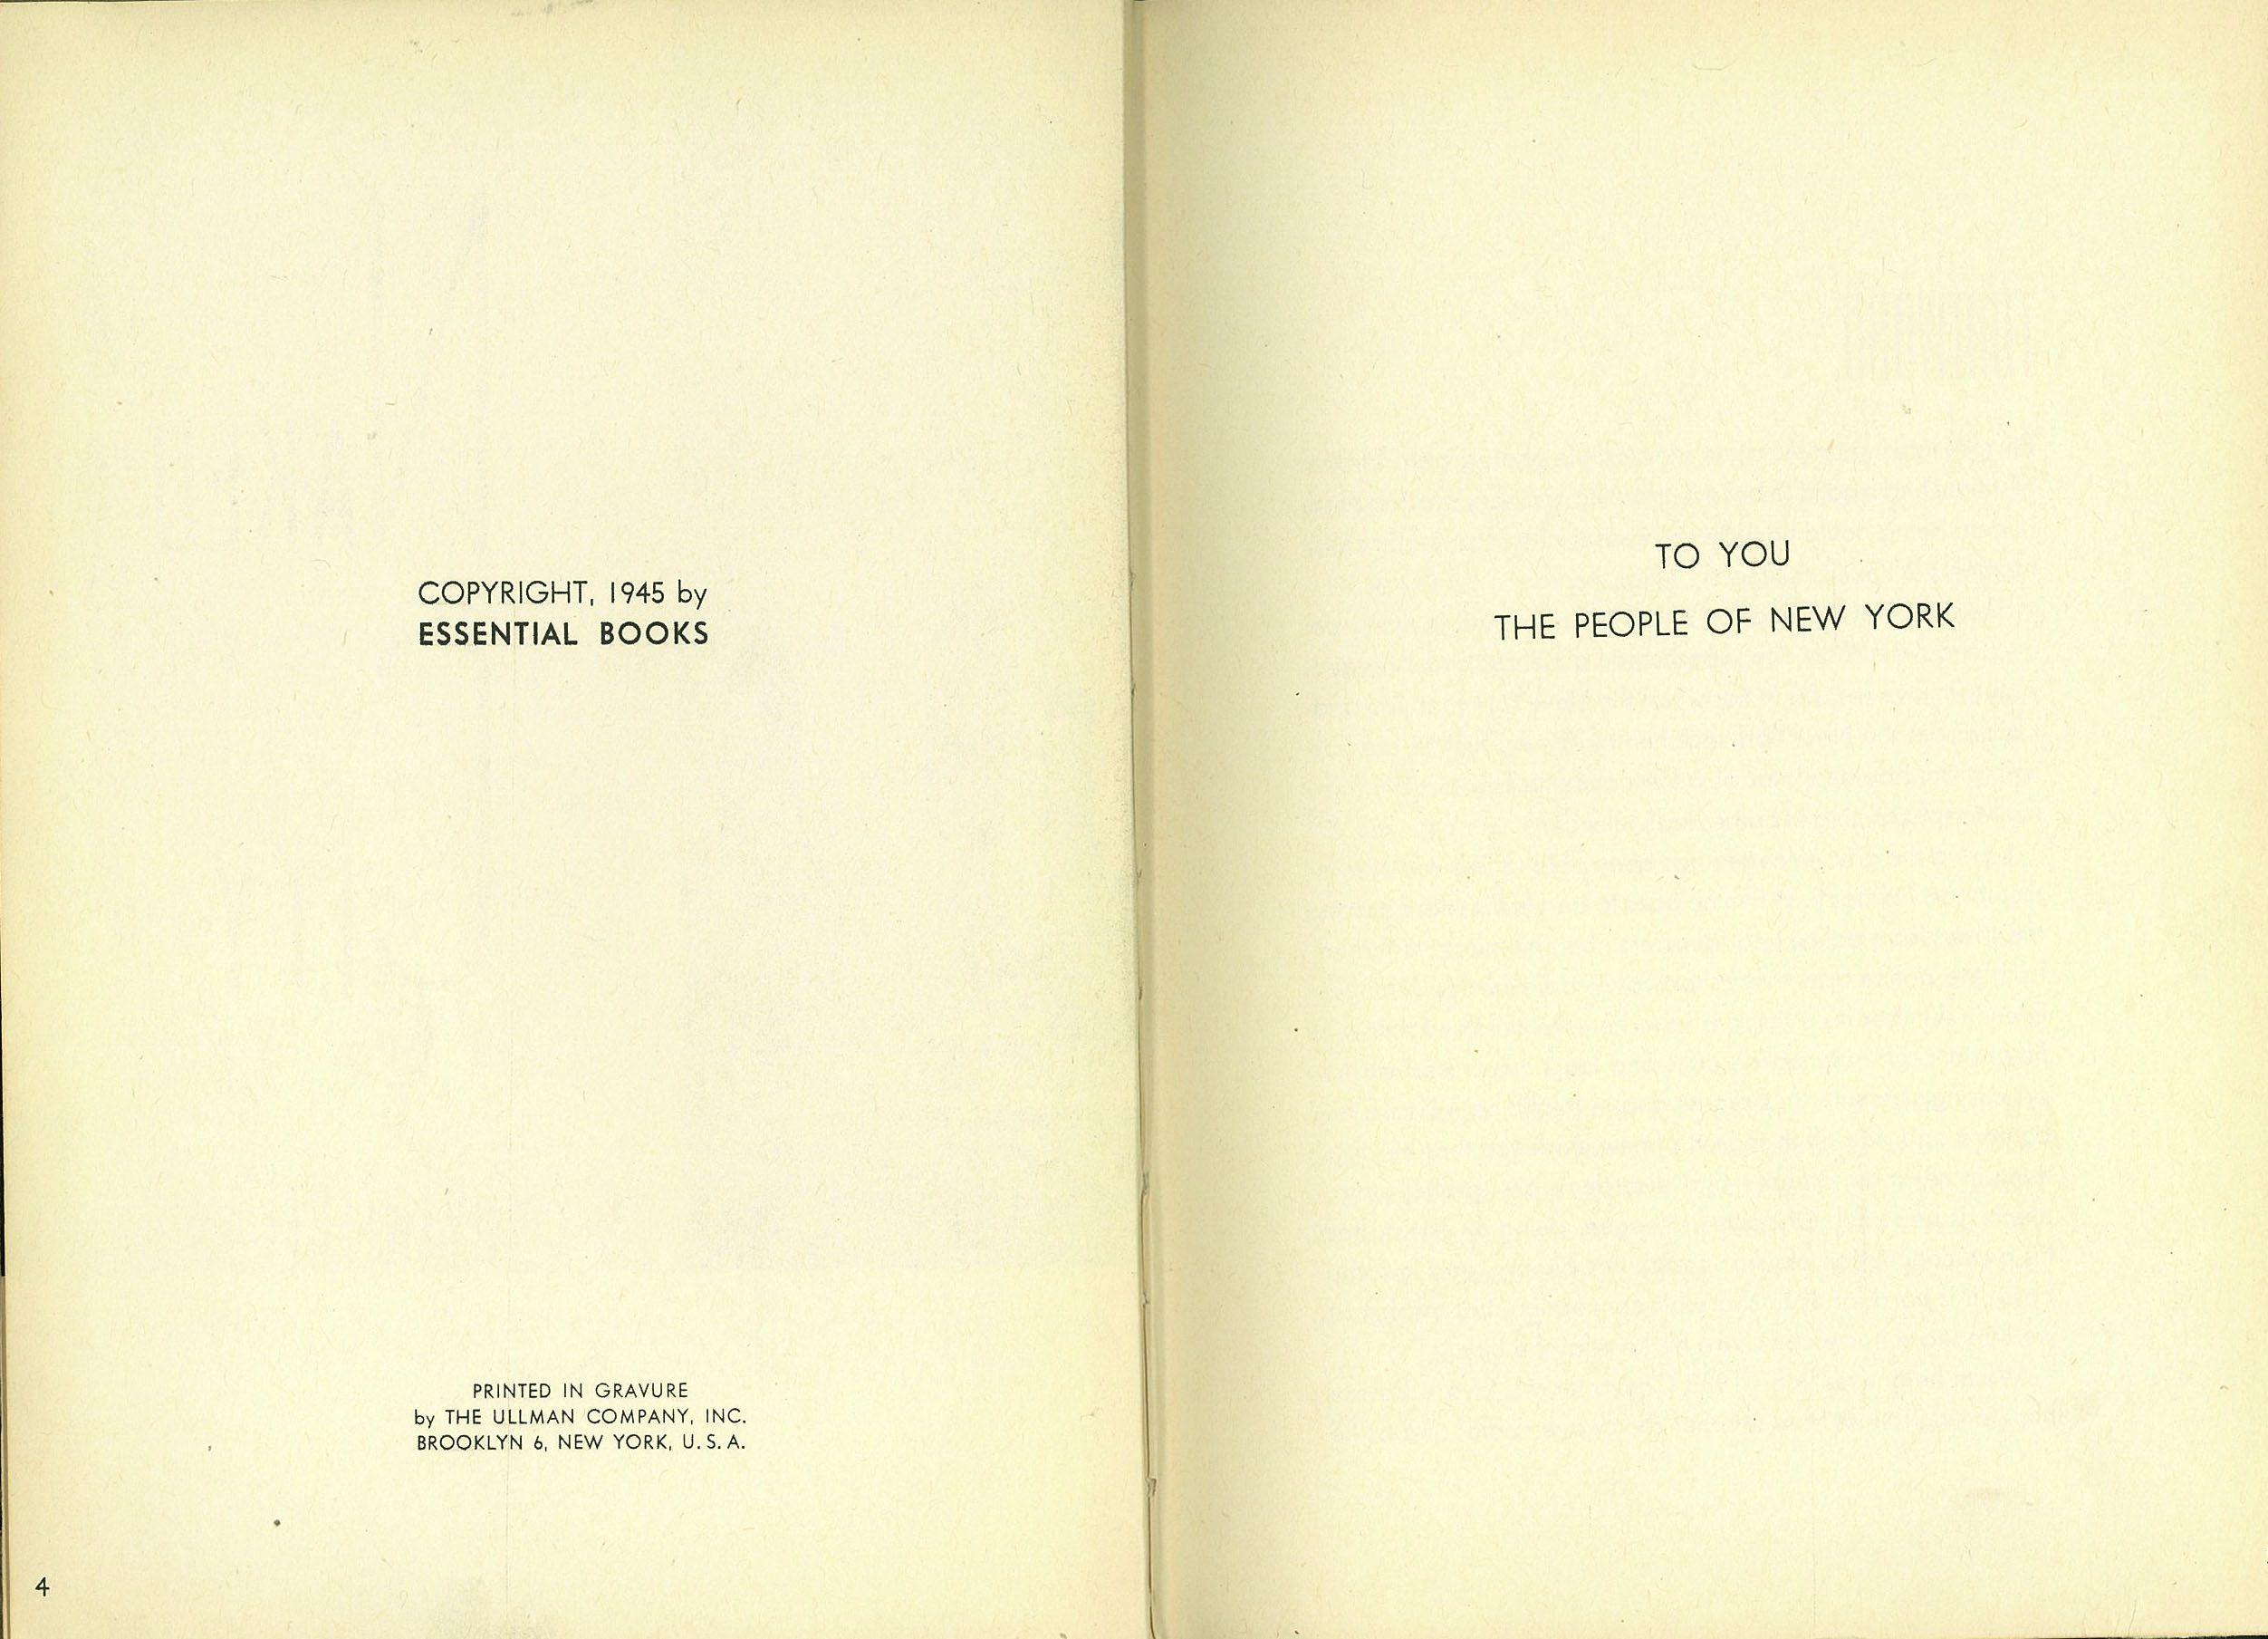 COPYRIGHT, 1945 by
ESSENTIAL BOOKS
PRINTED IN GRAVURE
by THE ULLMAN COMPANY, INC.
BROOKLYN 6, NEW YORK, U. S. A.
4
TO YOU
THE PEOPLE OF NEW YORK